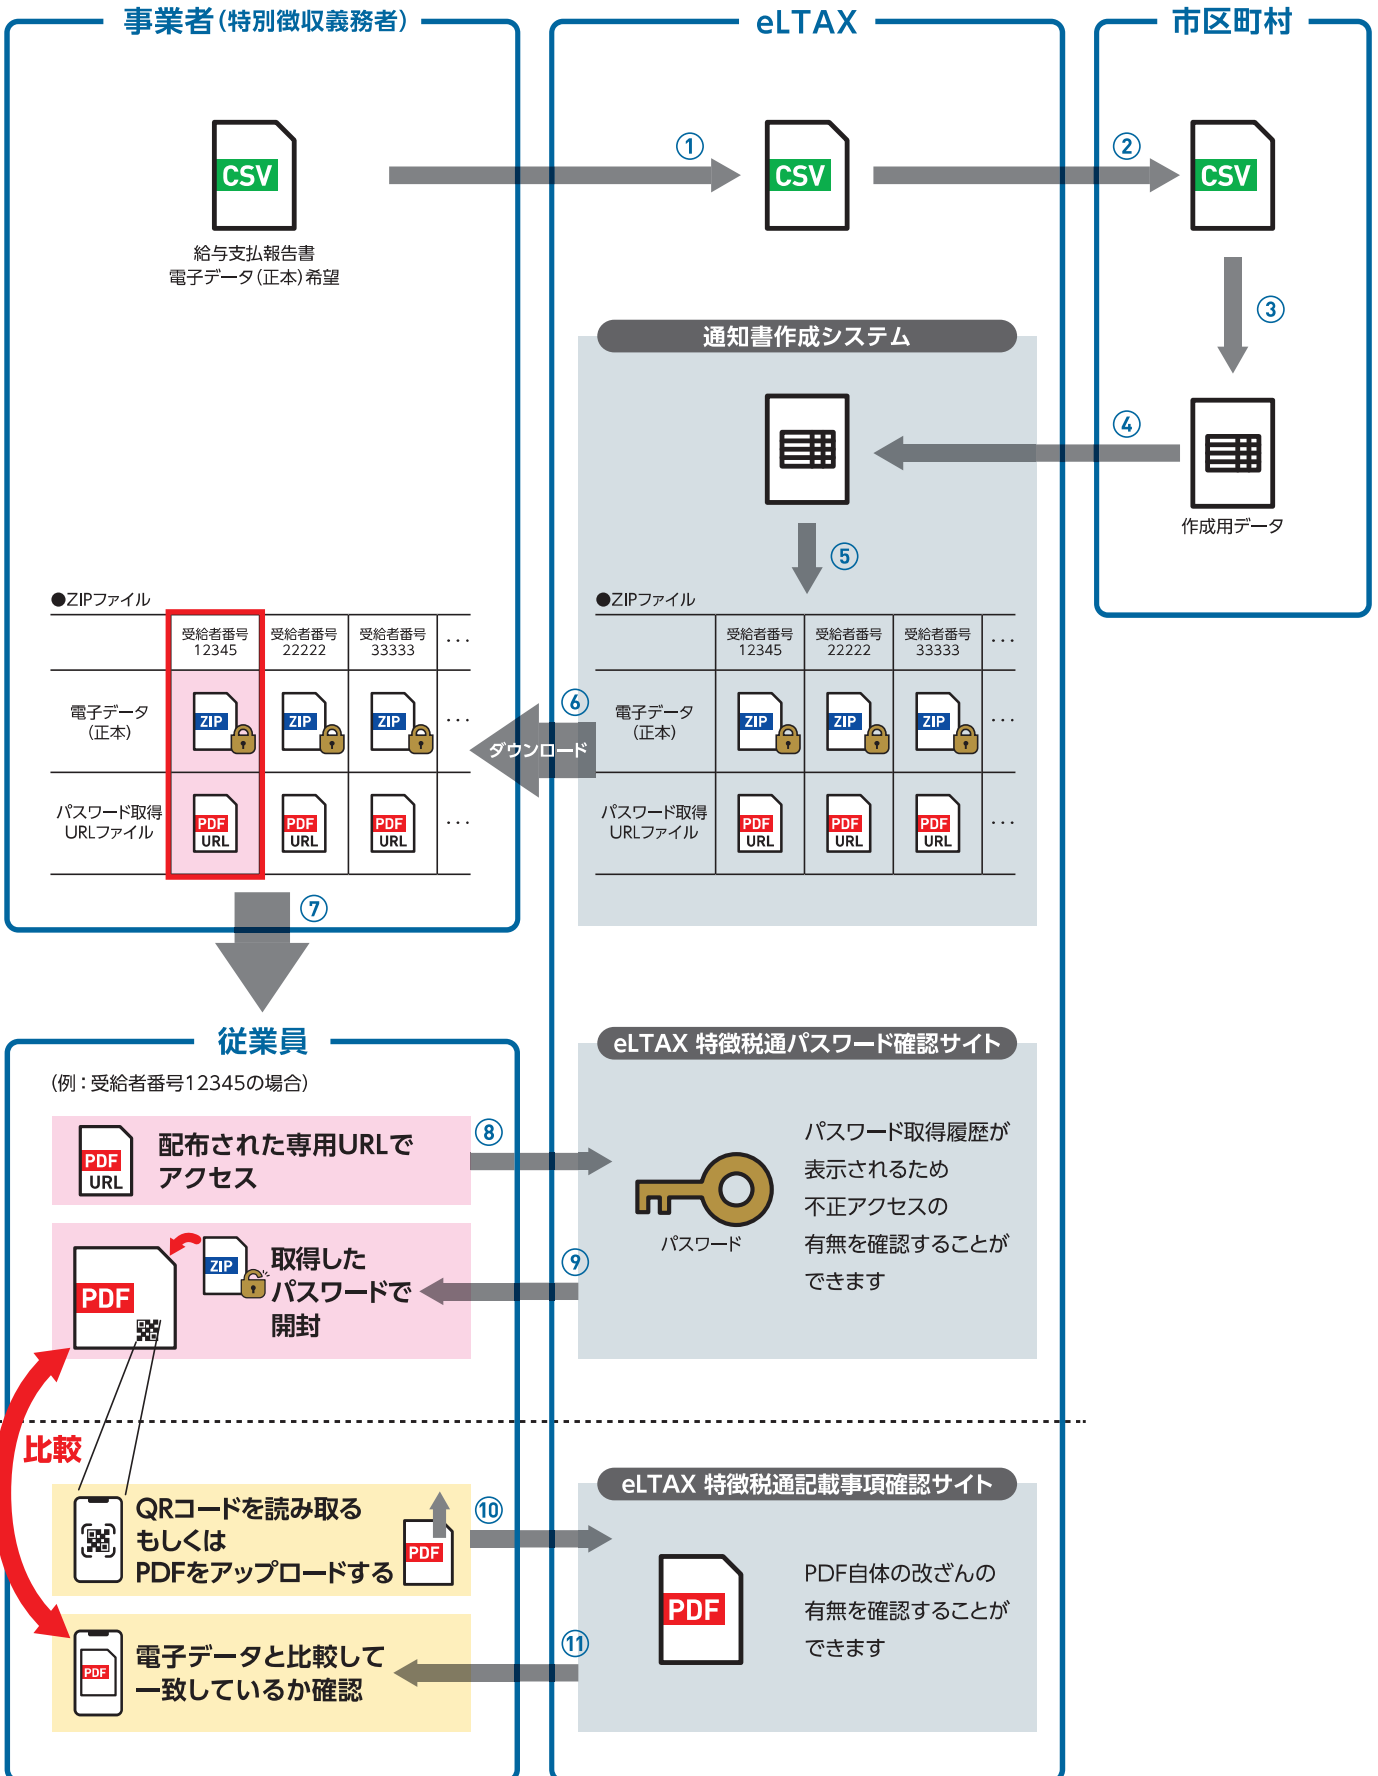 事業者(特別徴収義務者)
eLTAX
市区町村
①
②
CSV
CSV
CSV
給与支払報告書
電子データ(正本)希望
③
通知書作成システム
④
作成用データ
⑤
●ZIPファイル
受給者番号
12345
受給者番号
22222
受給者番号
33333
・・・
電子データ
(正本)
ZIP
ZIP
ZIP
・・・
パスワード取得
URLファイル
PDF
URL
PDF
URL
PDF
URL
・・・
⑥
ダウンロード
●ZIPファイル
受給者番号
12345
受給者番号
22222
受給者番号
33333
・・・
電子データ
(正本)
ZIP
ZIP
ZIP
・・・
パスワード取得
URLファイル
PDF
URL
PDF
URL
PDF
URL
・・・
⑦
従業員
(例：受給者番号12345の場合)
PDF
URL
配布された専用URLで
アクセス
⑧
eLTAX 特徴税通パスワード確認サイト
パスワード
パスワード取得履歴が
表示されるため
不正アクセスの
有無を確認することが
できます
PDF
ZIP
取得した
パスワードで
開封
⑨
比較
QRコードを読み取る
もしくは
PDFをアップロードする
PDF
⑩
eLTAX 特徴税通記載事項確認サイト
PDF
PDF自体の改ざんの
有無を確認することが
できます
PDF
電子データと比較して
一致しているか確認
⑪